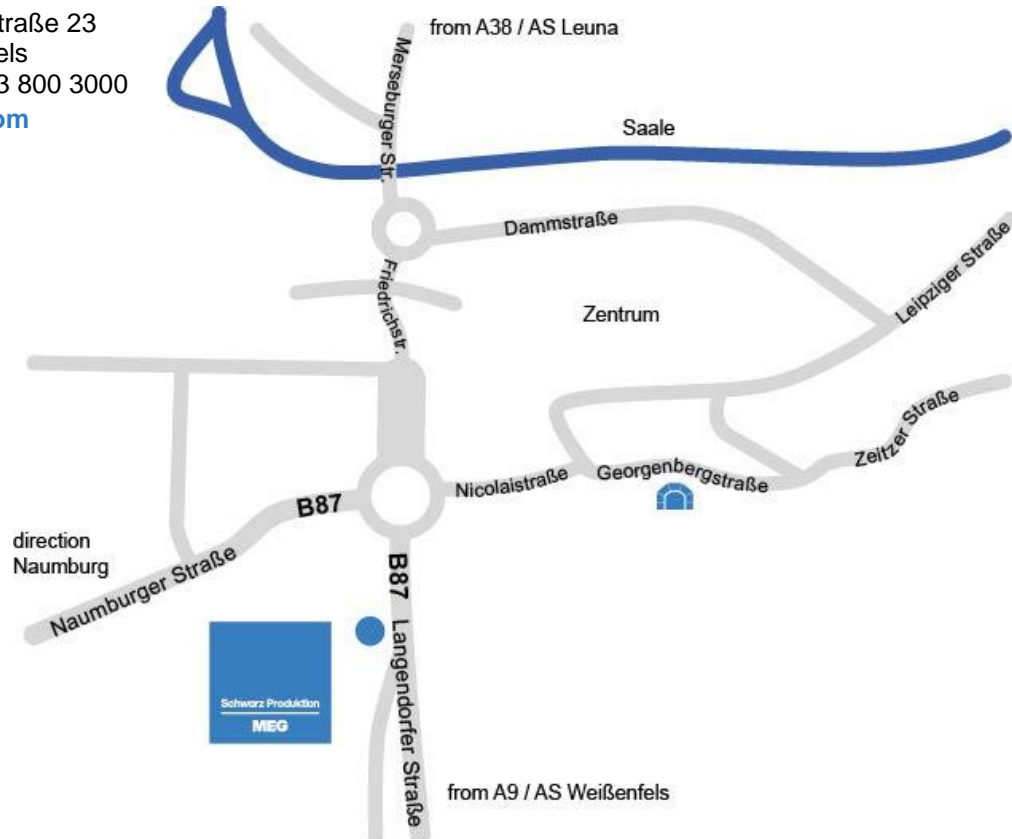 traße 23
els
3 800 3000
om
from A38 / AS Leuna
Merseburger Str.
Saale
Dammstraße
Leipziger Straße
Friedrichstr.
Zentrum
Zeitzer Straße
Georgenbergstraße
Nicolaistraße
B87
direction
Naumburg
Naumburger Straße
B87
Langendorfer Straße
Schwarz Produktion
MEG
from A9 / AS Weißenfels